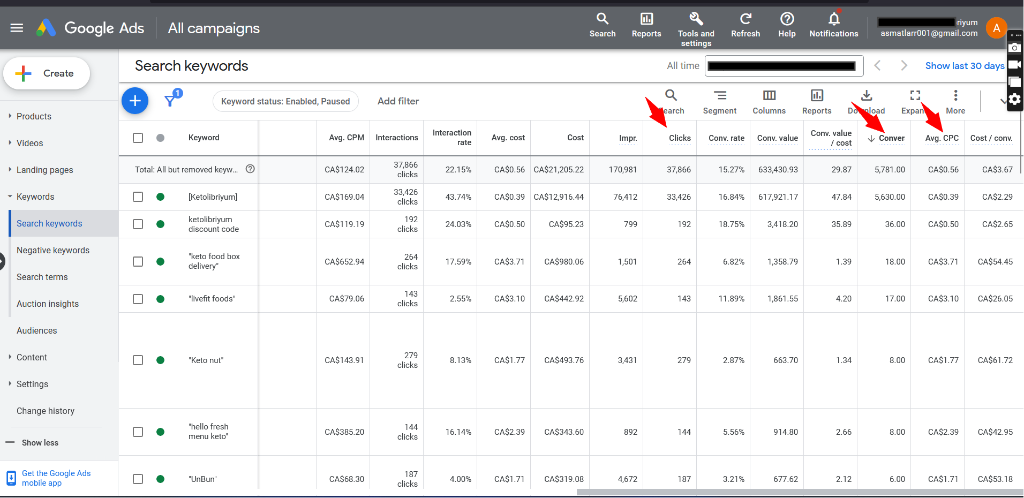 Google Ads | All campaigns
Search Reports Tools and settings Refresh Help Notifications
riyum
asmatlarr001@gmail.com
A
Create
Search keywords
All time
Show last 30 days
1
Keyword status: Enabled, Paused
Add filter
Search Segment Columns Reports Download Expan More
Products
Videos
Landing pages
Keywords
Search keywords
Negative keywords
Search terms
Auction insights
Audiences
Content
Settings
Change history
Show less
Get the Google Ads
mobile app
Keyword Avg. CPM Interactions Interaction rate Avg. cost Cost Impr. Clicks Conv. rate Conv. value Conv. value / cost Conver Avg. CPC Cost / conv.
Total: All but removed keyw... CA$124.02 37,866 clicks 22.15% CA$0.56 CA$21,205.22 170,981 37,866 15.27% 633,430.93 29.87 5,781.00 CA$0.56 CA$3.67
[Ketolibriyum] CA$169.04 33,426 clicks 43.74% CA$0.39 CA$12,916.44 76,412 33,426 16.84% 617,921.17 47.84 5,630.00 CA$0.39 CA$2.29
ketolibriyum discount code CA$119.19 192 clicks 24.03% CA$0.50 CA$95.23 799 192 18.75% 3,418.20 35.89 36.00 CA$0.50 CA$2.65
"keto food box delivery" CA$652.94 264 clicks 17.59% CA$3.71 CA$980.06 1,501 264 6.82% 1,358.79 1.39 18.00 CA$3.71 CA$54.45
"livefit foods" CA$79.06 143 clicks 2.55% CA$3.10 CA$442.92 5,602 143 11.89% 1,861.55 4.20 17.00 CA$3.10 CA$26.05
"Keto nut" CA$143.91 279 clicks 8.13% CA$1.77 CA$493.76 3,431 279 2.87% 663.70 1.34 8.00 CA$1.77 CA$61.72
"hello fresh menu keto" CA$385.20 144 clicks 16.14% CA$2.39 CA$343.60 892 144 5.56% 914.80 2.66 8.00 CA$2.39 CA$42.95
"UnBun" CA$68.30 187 clicks 4.00% CA$1.71 CA$319.08 4,672 187 3.21% 677.62 2.12 6.00 CA$1.71 CA$53.18